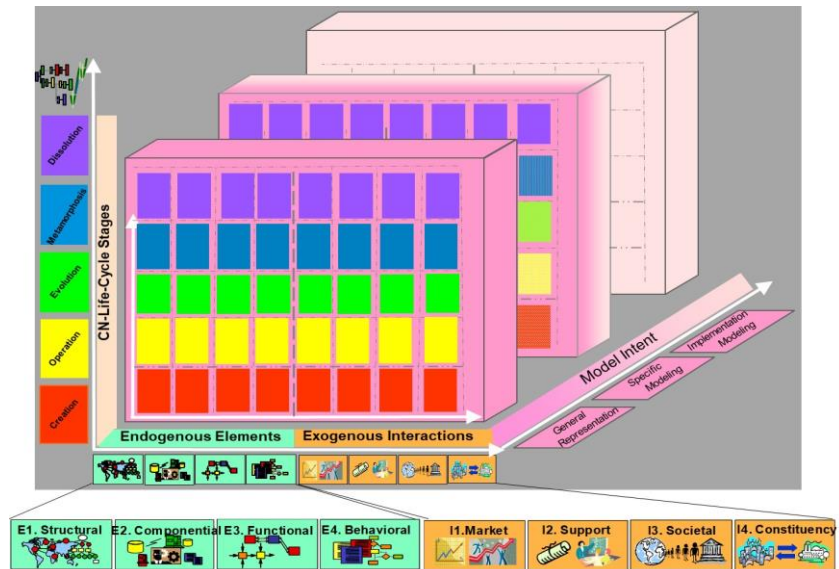 Dissolution
Metamorphosis
Evolution
Operation
Creation
CN-Life-Cycle Stages
Model Intent
Implementation
Modeling
Specific
Modeling
General
Representation
Endogenous Elements
Exogenous Interactions
E1. Structural
E2. Componential
E3. Functional
E4. Behavioral
I1.Market
I2. Support
I3. Societal
I4. Constituency